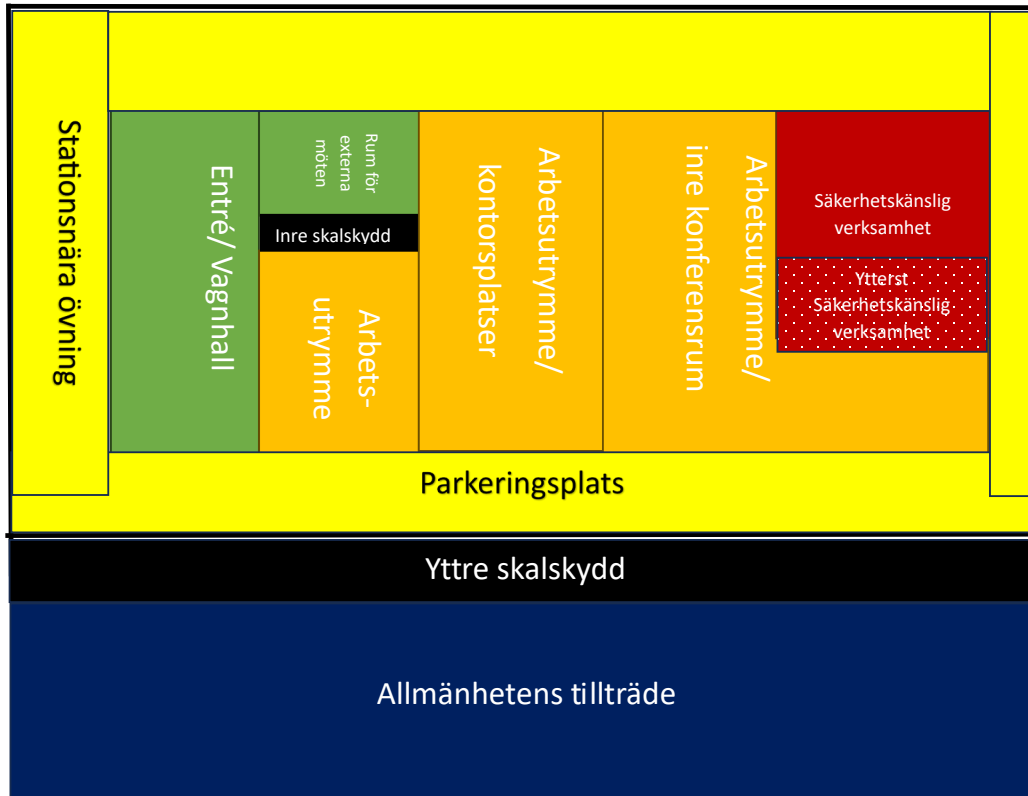 Stationsnära övning
Entré/ Vagnhall
Rum för
externa
möten
Inre skalskydd
Arbets-
utrymme
Arbetsutrymme/
kontorsplatser
Arbetsutrymme/
inre konferensrum
Säkerhetskänslig
verksamhet
Ytterst
Säkerhetskänslig
verksamhet
Parkeringsplats
Yttre skalskydd
Allmänhetens tillträde